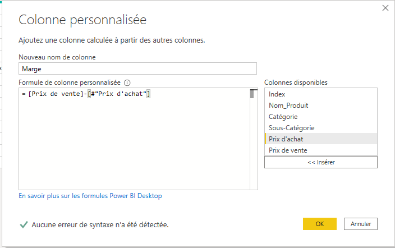 Colonne personnalisée
Ajoutez une colonne calculée à partir des autres colonnes.
Nouveau nom de colonne
Marge
Formule de colonne personnalisée
Colonnes disponibles
= [Prix de vente]-[#"Prix d'achat"]
Index
Nom_Produit
Catégorie
Sous-Catégorie
Prix d'achat
Prix de vente
<< Insérer
En savoir plus sur les formules Power BI Desktop
Aucune erreur de syntaxe n'a été détectée.
OK
Annuler